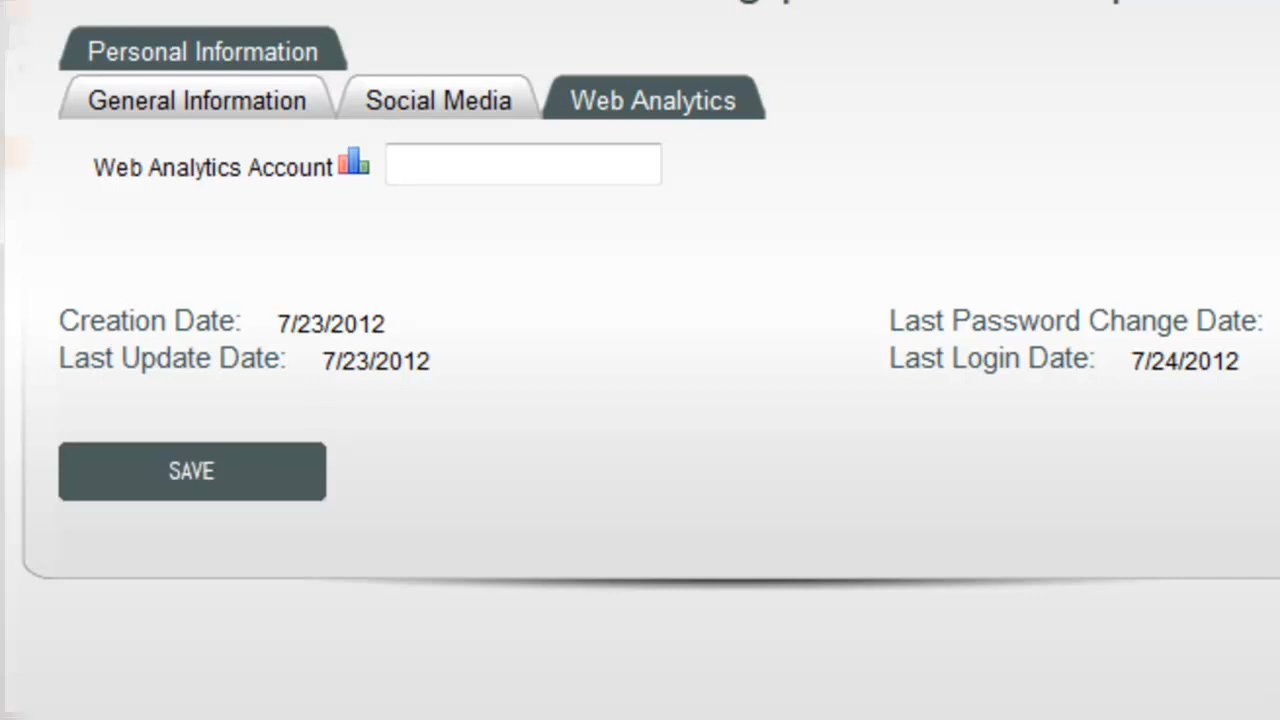 Personal Information
General Information Social Media Web Analytics
Web Analytics Account
Creation Date: 7/23/2012 Last Password Change Date:
Last Update Date: 7/23/2012 Last Login Date: 7/24/2012
SAVE